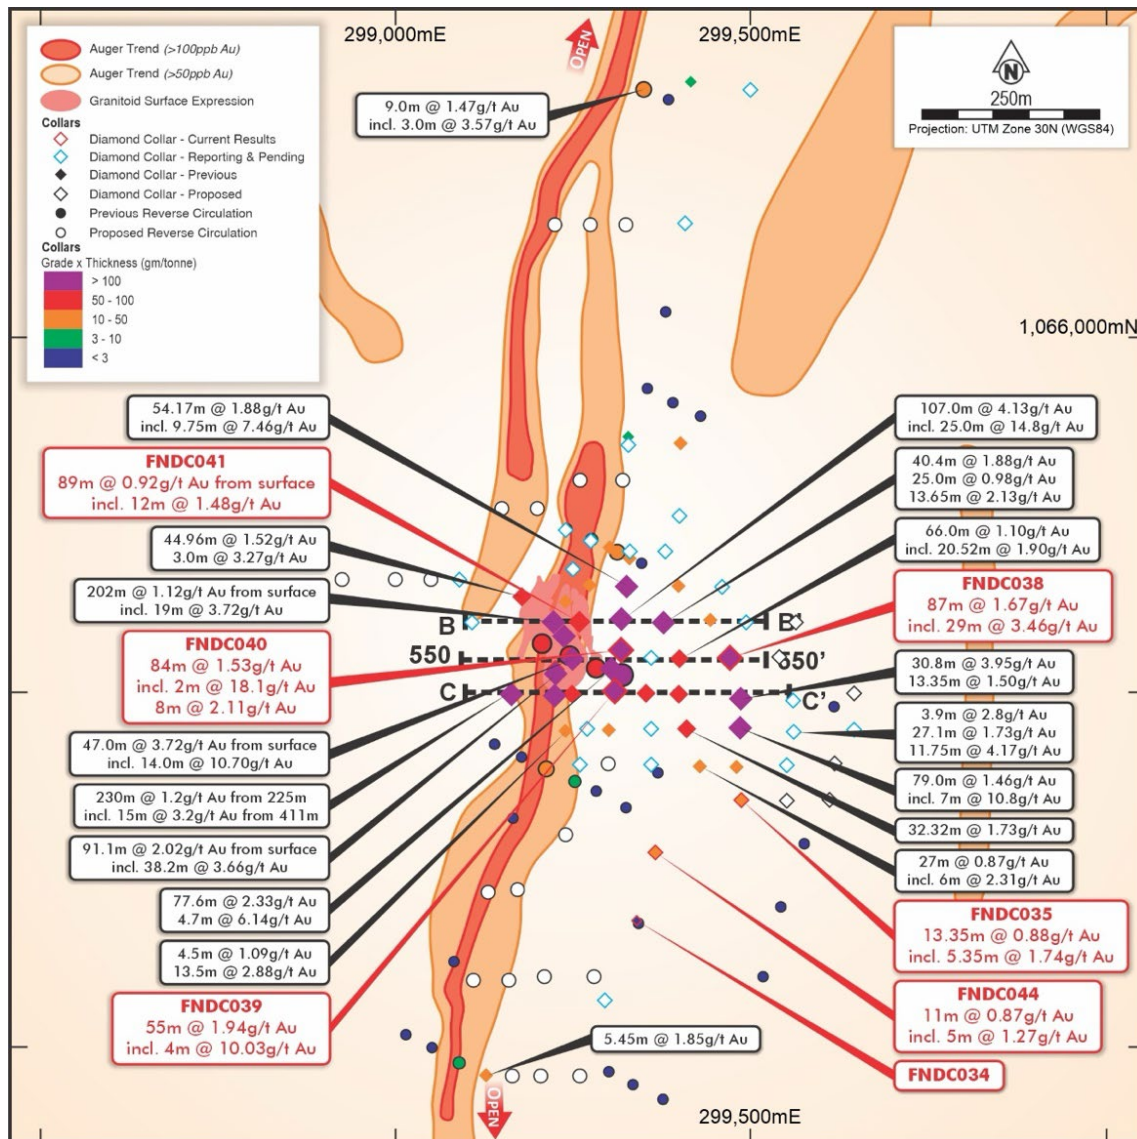 299,000mE
299,500mE
OPEN
Auger Trend (>100ppb Au)
Auger Trend (>50ppb Au)
Granitoid Surface Expression
Collars
Diamond Collar - Current Results
Diamond Collar - Reporting & Pending
Diamond Collar - Previous
Diamond Collar - Proposed
Previous Reverse Circulation
Proposed Reverse Circulation
Collars
Grade x Thickness (gm/tonne)
> 100
50 - 100
10 - 50
3 - 10
< 3
N
250m
Projection: UTM Zone 30N (WGS84)
9.0m @ 1.47g/t Au
incl. 3.0m @ 3.57g/t Au
1,066,000mN
54.17m @ 1.88g/t Au
incl. 9.75m @ 7.46g/t Au
FNDC041
89m @ 0.92g/t Au from surface
incl. 12m @ 1.48g/t Au
44.96m @ 1.52g/t Au
3.0m @ 3.27g/t Au
202m @ 1.12g/t Au from surface
incl. 19m @ 3.72g/t Au
FNDC040
84m @ 1.53g/t Au
incl. 2m @ 18.1g/t Au
8m @ 2.11g/t Au
47.0m @ 3.72g/t Au from surface
incl. 14.0m @ 10.70g/t Au
230m @ 1.2g/t Au from 225m
incl. 15m @ 3.2g/t Au from 411m
91.1m @ 2.02g/t Au from surface
incl. 38.2m @ 3.66g/t Au
77.6m @ 2.33g/t Au
4.7m @ 6.14g/t Au
4.5m @ 1.09g/t Au
13.5m @ 2.88g/t Au
FNDC039
55m @ 1.94g/t Au
incl. 4m @ 10.03g/t Au
B
B'
550
550'
C
C'
107.0m @ 4.13g/t Au
incl. 25.0m @ 14.8g/t Au
40.4m @ 1.88g/t Au
25.0m @ 0.98g/t Au
13.65m @ 2.13g/t Au
66.0m @ 1.10g/t Au
incl. 20.52m @ 1.90g/t Au
FNDC038
87m @ 1.67g/t Au
incl. 29m @ 3.46g/t Au
30.8m @ 3.95g/t Au
13.35m @ 1.50g/t Au
3.9m @ 2.8g/t Au
27.1m @ 1.73g/t Au
11.75m @ 4.17g/t Au
79.0m @ 1.46g/t Au
incl. 7m @ 10.8g/t Au
32.32m @ 1.73g/t Au
27m @ 0.87g/t Au
incl. 6m @ 2.31g/t Au
FNDC035
13.35m @ 0.88g/t Au
incl. 5.35m @ 1.74g/t Au
FNDC044
11m @ 0.87g/t Au
incl. 5m @ 1.27g/t Au
FNDC034
5.45m @ 1.85g/t Au
OPEN
299,500mE